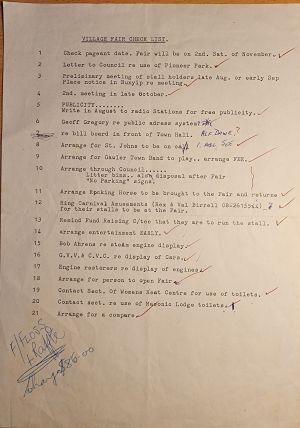 VILLAGE FAIR CHECK LIST.
1 Check pageant date. Fair will be on 2nd. Sat. of November.
2 Letter to Council re use of Pioneer Park.
3 Preliminary meeting of stall holders late Aug. or early Sep
Place notice in Bunyip re meeting.
4 2nd. meeting in October.
5 PUBLICITY.......
Write in August to radio Stations for free publicity.
6 Geoff Gregory re public adress system?
7 re bill board in front of Town Hall.
8 Arrange for St. Johns to be on call
9 Arrange for Gawler Town Band to play.. arrange FEE.
10 Arrange through Council......
Litter bins.. also disposal after Fair
"No Parking" signs.
11 Arrange Rocking Horse to be brought to the Fair and return
12 Ring Carnival Amusements (Rex & Val Birrell
for their stalls to be at the Fair.
13 Remind Fund Raising C/tee that they are to run the stall.
14 arrange entertainment EARLY.
15 Bob Ahrens re steam engine display
16 G.V.V. & C.V.C. re display of Cars.
17 Engine restorers re display of engines
18 Arrange for person to open Fair
19 Contact Sect. Of Womens Rest Centre for use of toilets.
20 Contact sect. re use of Masonic Lodge toilets.
21 Arrange for a compare